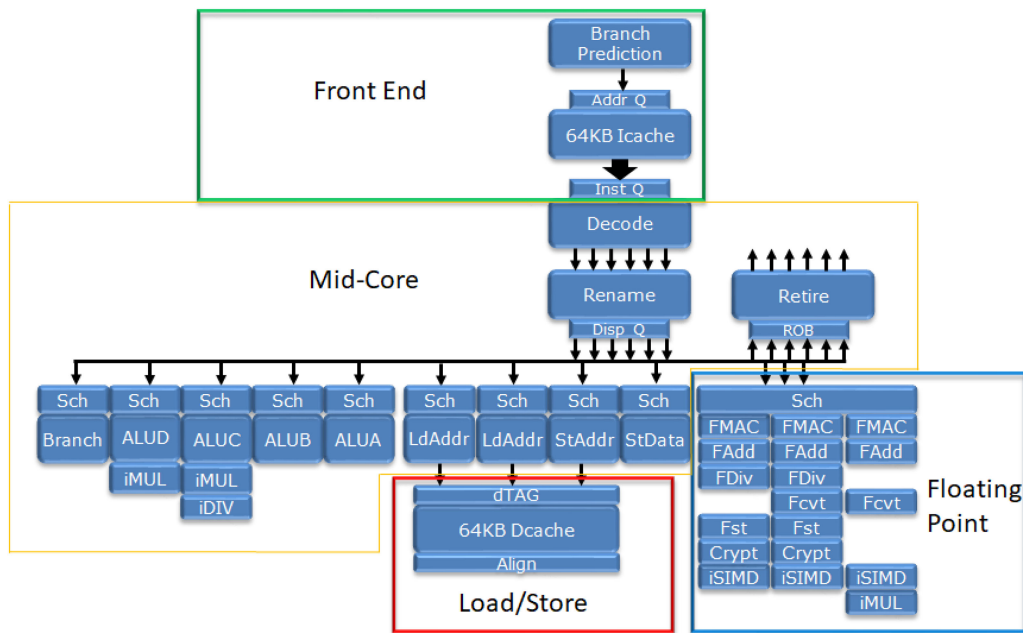 Branch
Prediction
Front End
Addr Q
64KB Icache
Inst Q
Decode
Mid-Core
Rename
Retire
Disp Q
ROB
Sch
Sch
Sch
Sch
Sch
Sch
Sch
Sch
Sch
Sch
Branch
ALUD
ALUC
ALUB
ALUA
LdAddr
LdAddr
StAddr
StData
FMAC
FMAC
FMAC
FAdd
FAdd
FAdd
iMUL
iMUL
FDiv
FDiv
iDIV
dTAG
Fcvt
Fcvt
Floating
Point
64KB Dcache
Fst
Fst
Align
Crypt
Crypt
iSIMD
iSIMD
iSIMD
Load/Store
iMUL